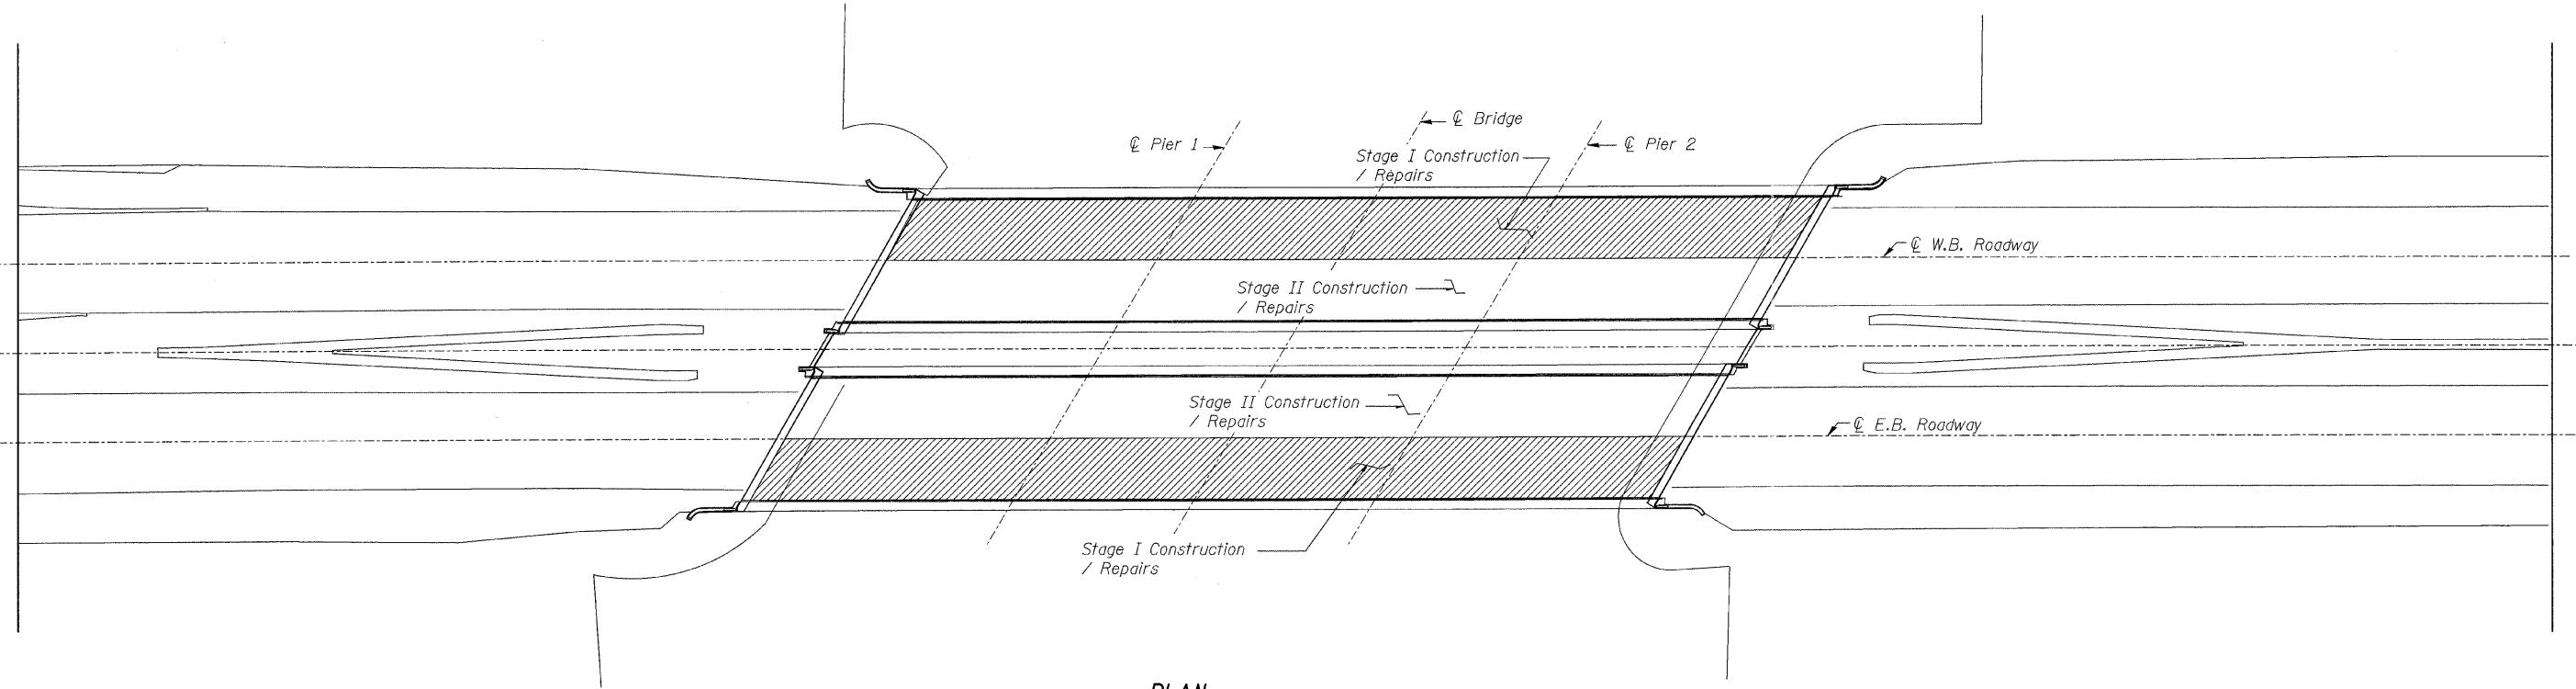 ℄ Bridge
℄ Pier 1
℄ Pier 2
Stage I Construction
/ Repairs
℄ W.B. Roadway
Stage II Construction
/ Repairs
Stage II Construction
/ Repairs
℄ E.B. Roadway
Stage I Construction
/ Repairs
PLAN